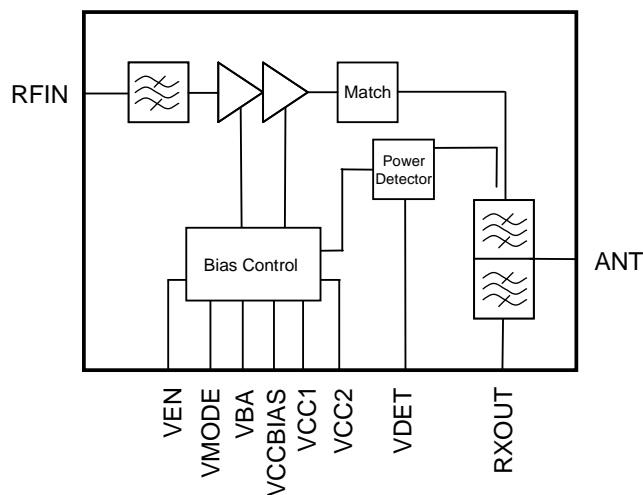 RFIN
Match
Power
Detector
Bias Control
ANT
VEN
VMODE
VBA
VCCBIAS
VCC1
VCC2
VDET
RXOUT